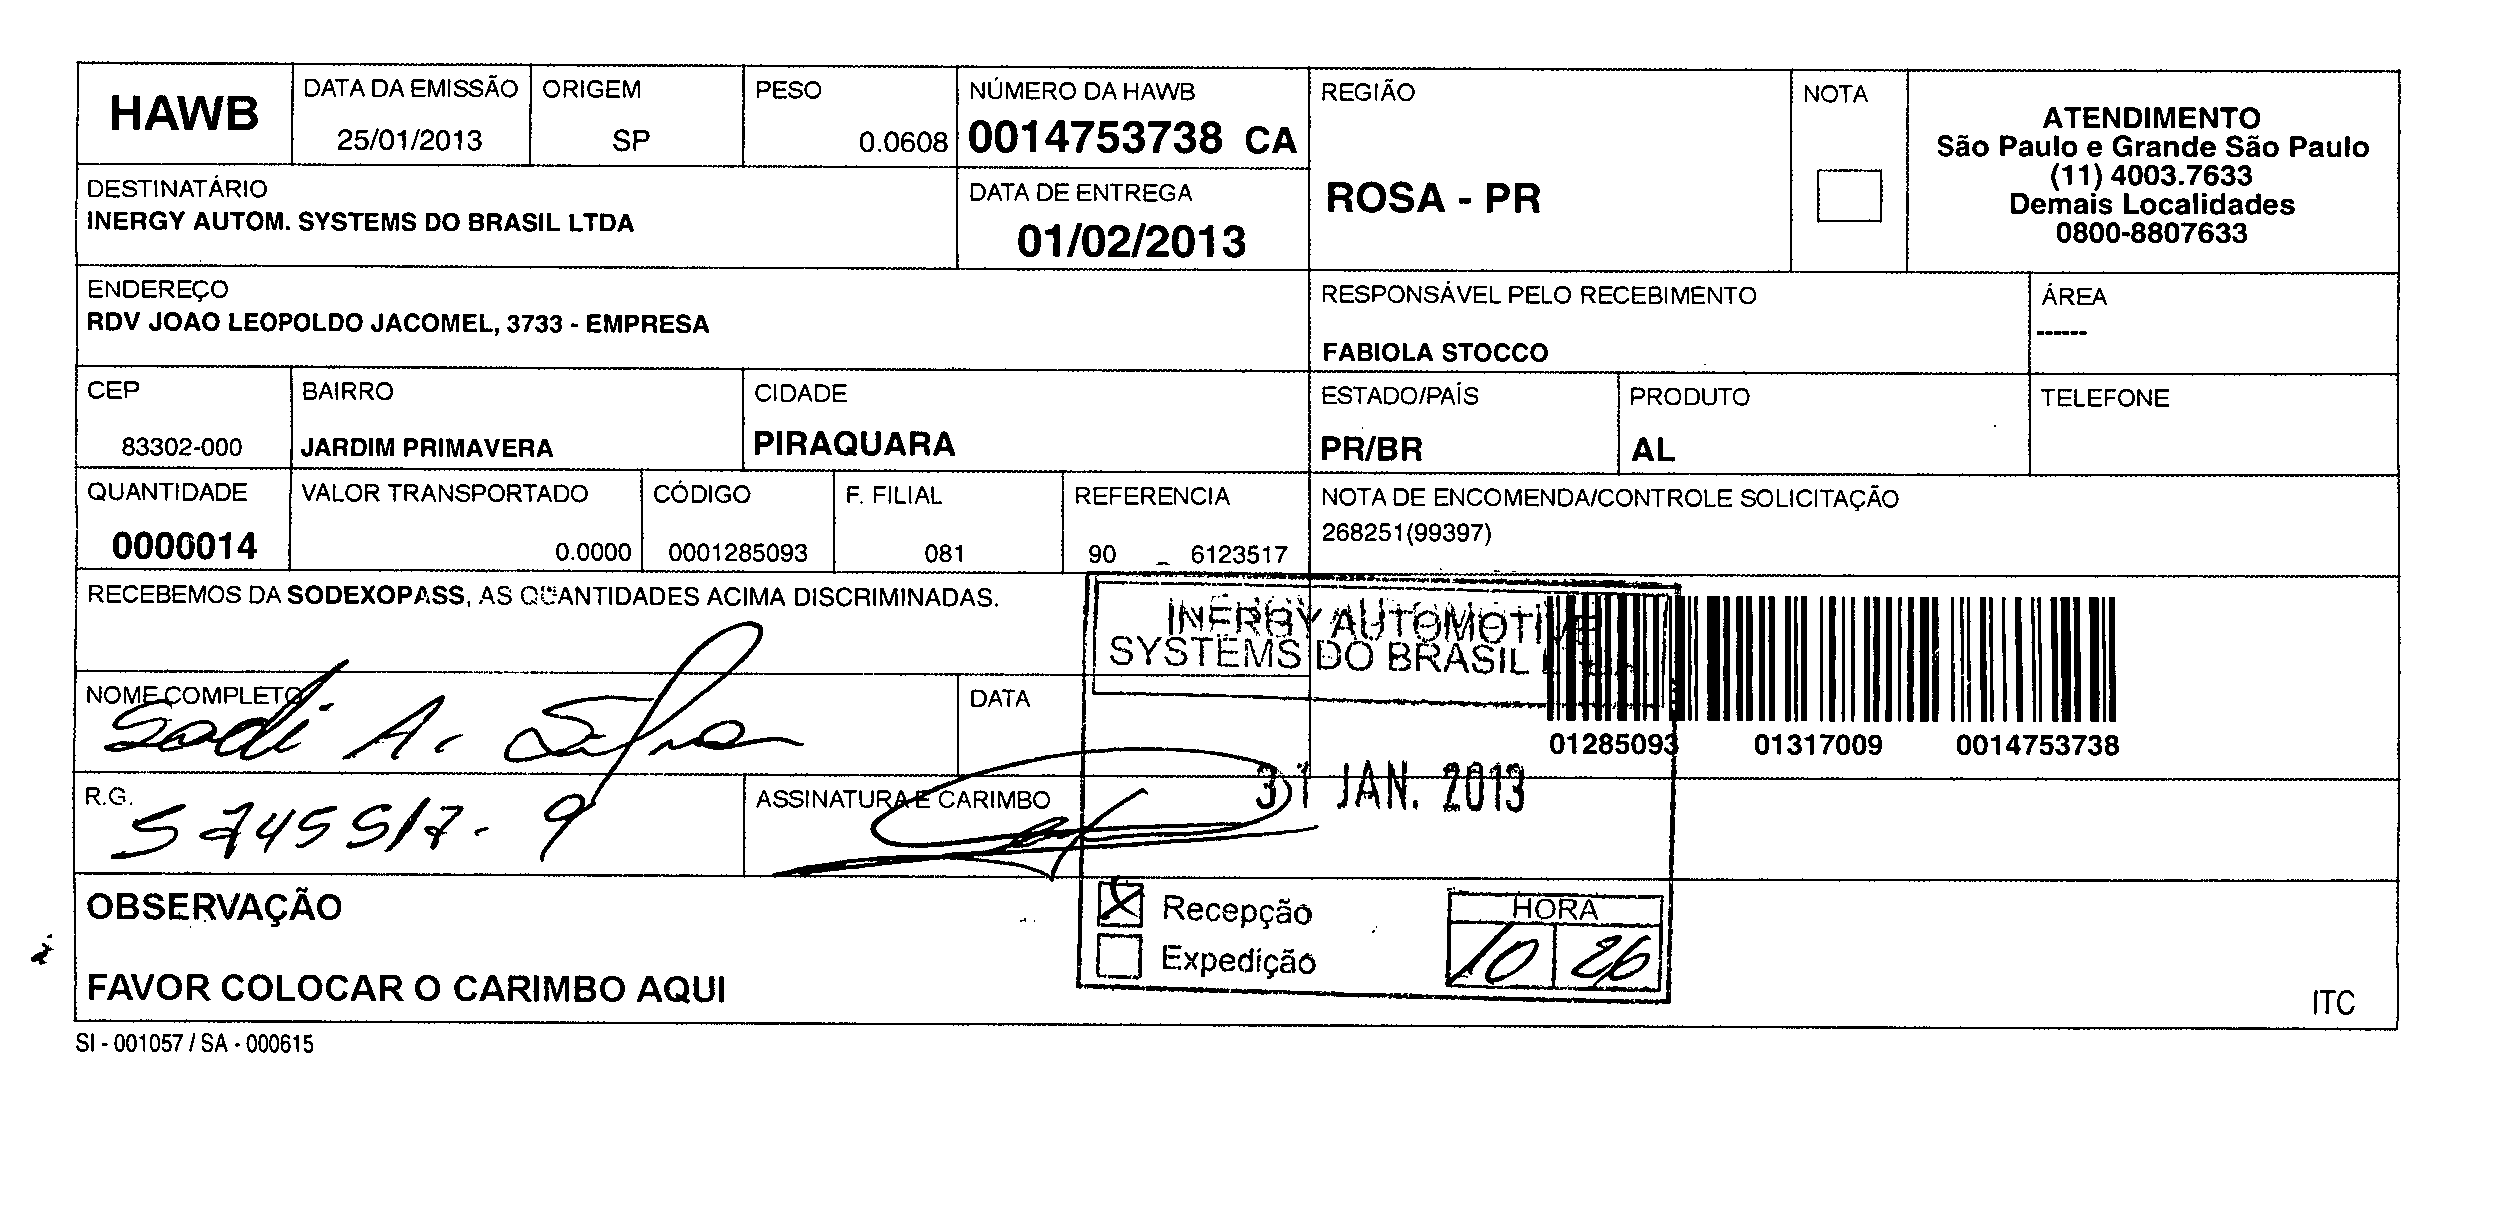 HAWB
DATA DA EMISSÃO
25/01/2013
ORIGEM
SP
PESO
0.0608
NÚMERO DA HAWB
0014753738 CA
REGIÃO
ROSA - PR
NOTA
ATENDIMENTO
São Paulo e Grande São Paulo
(11) 4003.7633
Demais Localidades
0800-8807633
DESTINATÁRIO
INERGY AUTOM. SYSTEMS DO BRASIL LTDA
DATA DE ENTREGA
01/02/2013
ENDEREÇO
RDV JOAO LEOPOLDO JACOMEL, 3733 - EMPRESA
RESPONSÁVEL PELO RECEBIMENTO
FABIOLA STOCCO
ÁREA
------
CEP
83302-000
BAIRRO
JARDIM PRIMAVERA
CIDADE
PIRAQUARA
ESTADO/PAÍS
PR/BR
PRODUTO
AL
TELEFONE
QUANTIDADE
0000014
VALOR TRANSPORTADO
0.0000
CÓDIGO
0001285093
F. FILIAL
081
REFERENCIA
90 _ 6123517
NOTA DE ENCOMENDA/CONTROLE SOLICITAÇÃO
268251(99397)
RECEBEMOS DA SODEXOPASS, AS QUANTIDADES ACIMA DISCRIMINADAS.
INERGY AUTOMOTIVE
SYSTEMS DO BRASIL
01285093 01317009 0014753738
NOME COMPLETO
A. Silva
DATA
R.G.
5745517-9
ASSINATURA E CARIMBO
31 JAN. 2013
OBSERVAÇÃO
FAVOR COLOCAR O CARIMBO AQUI
Recepção
Expedição
HORA
10 26
ITC
SI - 001057 / SA - 000615